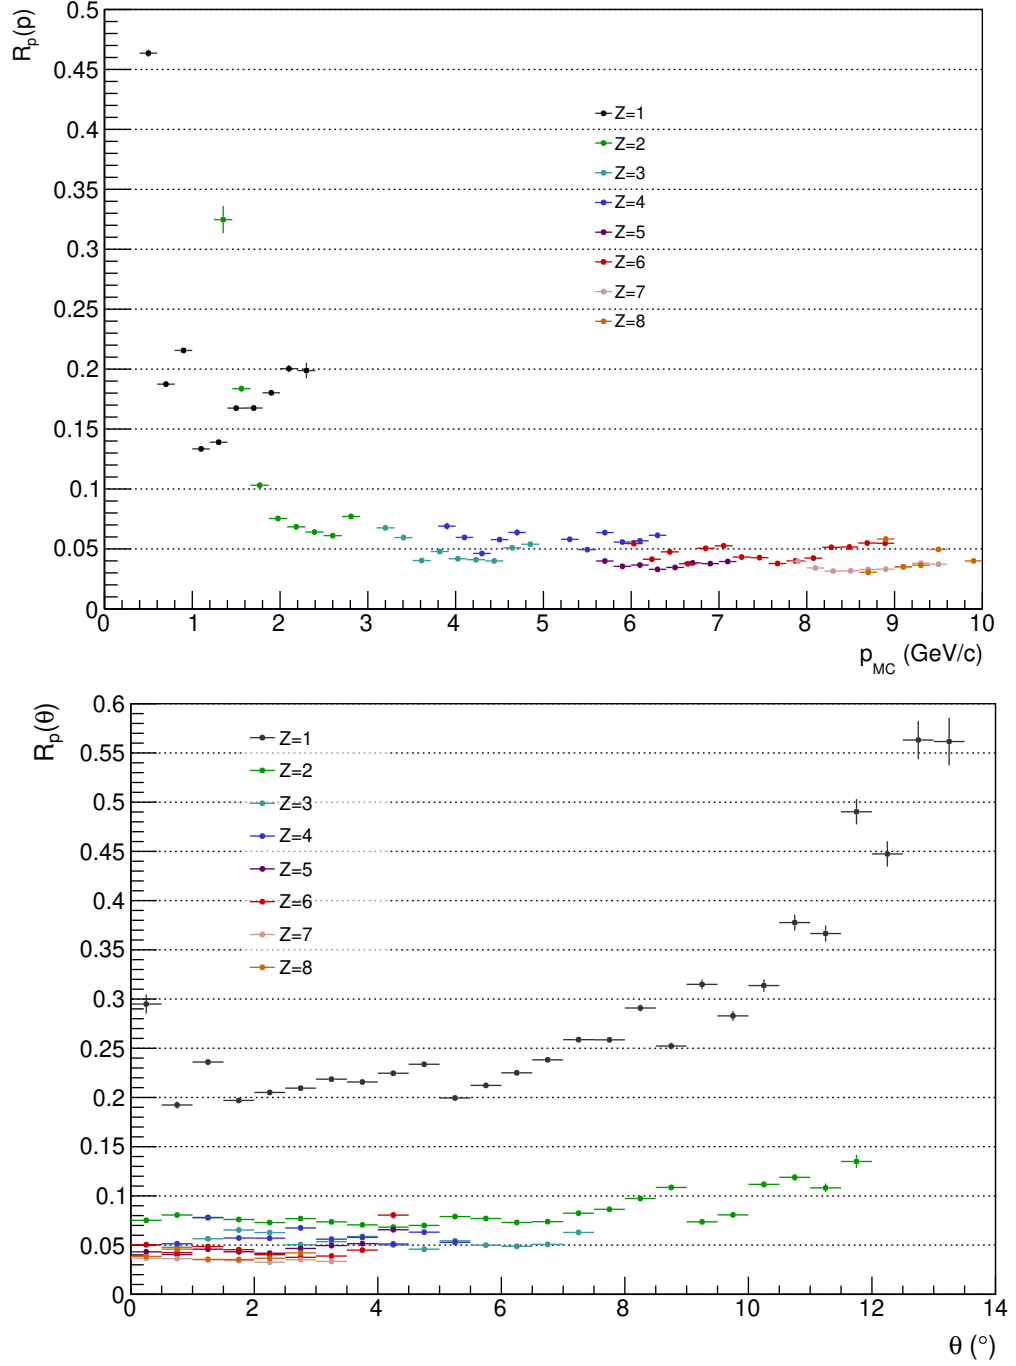 R_p(p)
0.5
0.45
0.4
0.35
0.3
0.25
0.2
0.15
0.1
0.05
0
Z=1
Z=2
Z=3
Z=4
Z=5
Z=6
Z=7
Z=8
0 1 2 3 4 5 6 7 8 9 10
p_MC (GeV/c)
R_p(θ)
0.6
0.55
0.5
0.45
0.4
0.35
0.3
0.25
0.2
0.15
0.1
0.05
0
Z=1
Z=2
Z=3
Z=4
Z=5
Z=6
Z=7
Z=8
0 2 4 6 8 10 12 14
θ (°)